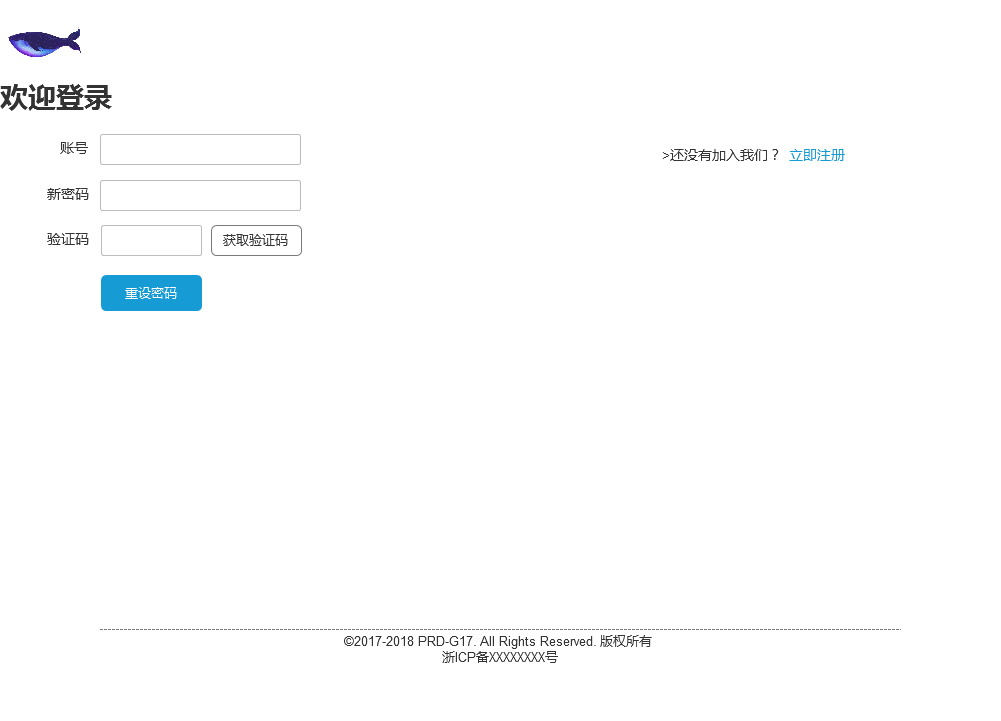 欢迎登录
账号
>还没有加入我们？ 立即注册
新密码
验证码 获取验证码
重设密码
©2017-2018 PRD-G17. All Rights Reserved. 版权所有
浙ICP备XXXXXXXX号